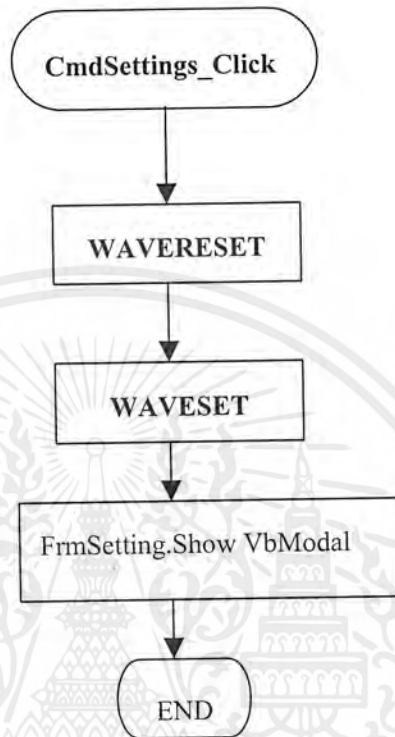 CmdSettings_Click
WAVERESET
WAVESET
FrmSetting.Show VbModal
END